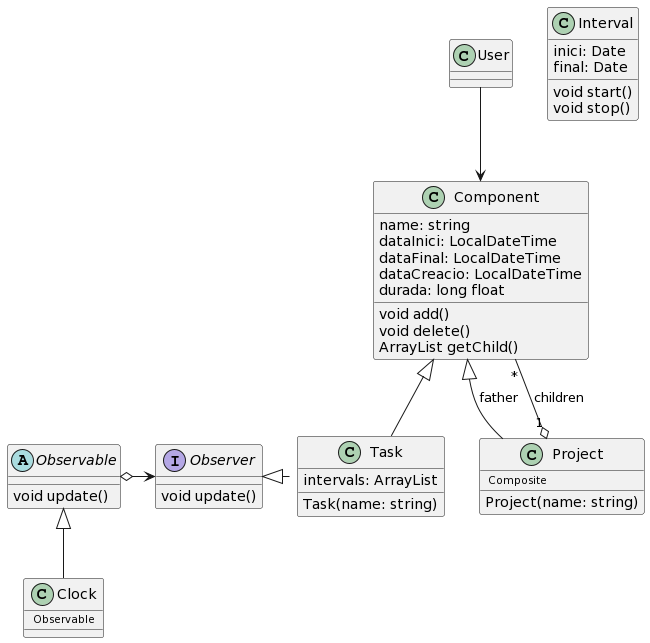 C Interval
inici: Date
final: Date
void start()
void stop()
C User
C Component
name: string
dataInici: LocalDateTime
dataFinal: LocalDateTime
dataCreacio: LocalDateTime
durada: long float
void add()
void delete()
ArrayList getChild()
*
father
children
1
A Observable
void update()
I Observer
void update()
C Task
intervals: ArrayList
Task(name: string)
C Project
Composite
Project(name: string)
C Clock
Observable